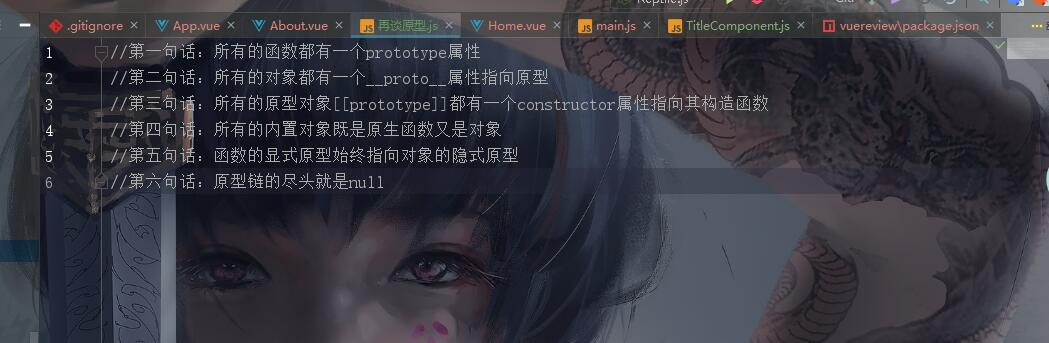 Reptile.js
.gitignore App.vue About.vue JS 再谈原型.js Home.vue JS main.js JS TitleComponent.js vuereview\package.json
1 //第一句话：所有的函数都有一个prototype属性
2 //第二句话：所有的对象都有一个__proto__属性指向原型
3 //第三句话：所有的原型对象[[prototype]]都有一个constructor属性指向其构造函数
4 //第四句话：所有的内置对象既是原生函数又是对象
5 //第五句话：函数的显式原型始终指向对象的隐式原型
6 //第六句话：原型链的尽头就是null